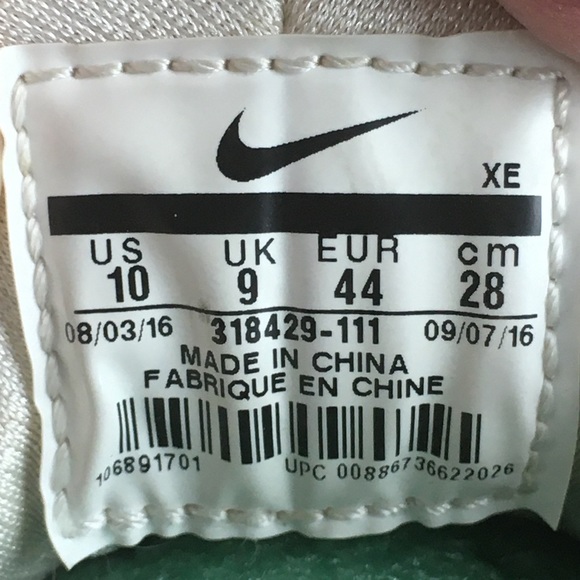 XE
US UK EUR cm
10 9 44 28
08/03/16 318429-111 09/07/16
MADE IN CHINA
FABRIQUE EN CHINE
106891701 UPC 00886736622026